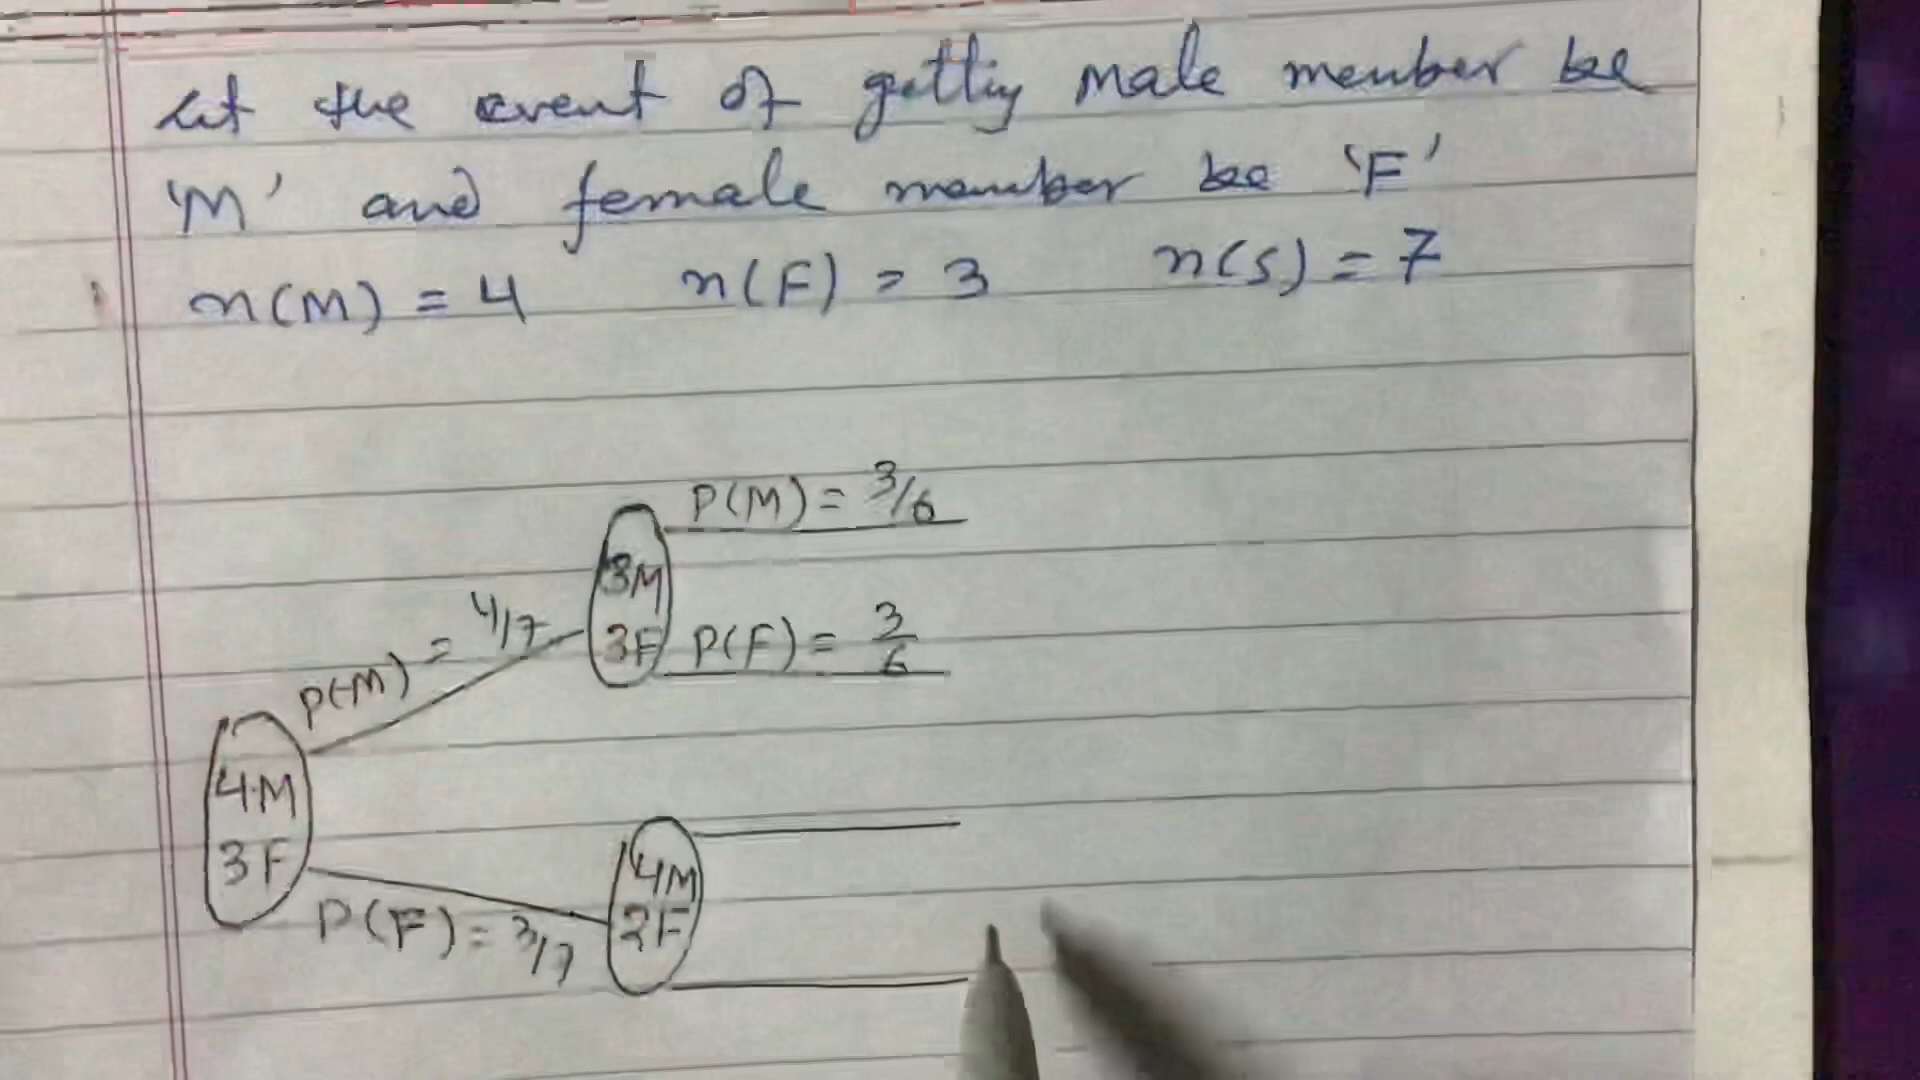 Let the event of getting male member be
'M' and female member be 'F'
n(M) = 4 n(F) = 3 n(S) = 7
P(M) = 3/6
3M
P(M) = 4/7
3F P(F) = 3/6
4M
3F
4M
2F
P(F) = 3/7